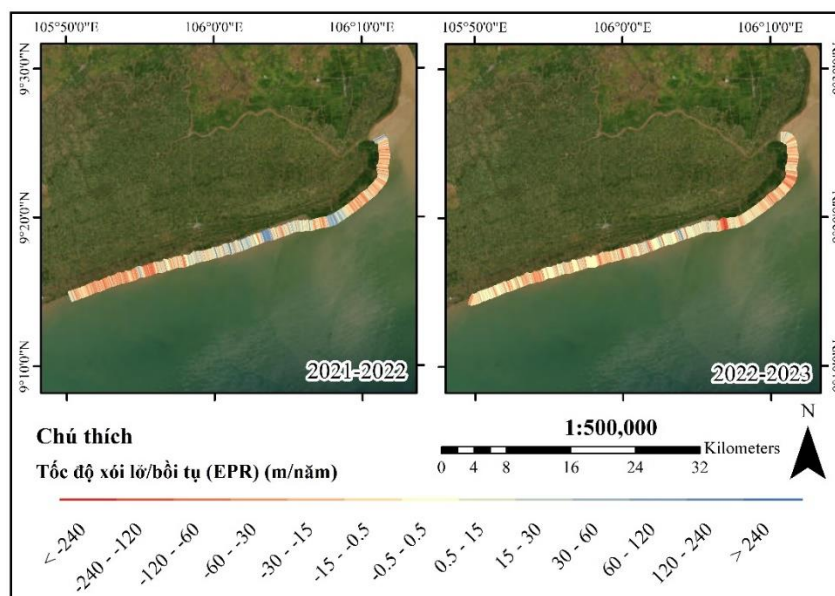 105°50'0"E 106°0'0"E 106°10'0"E 105°50'0"E 106°0'0"E 106°10'0"E
9°30'0"N
9°20'0"N
9°10'0"N
2021-2022
2022-2023
Chú thích
Tốc độ xói lở/bồi tụ (EPR) (m/năm)
1:500,000
Kilometers
0 4 8 16 24 32
N
< -240 -240 - -120 -120 - -60 -60 - -30 -30 - -15 -15 - -0.5 -0.5 - 0.5 0.5 - 15 15 - 30 30 - 60 60 - 120 120 - 240 > 240